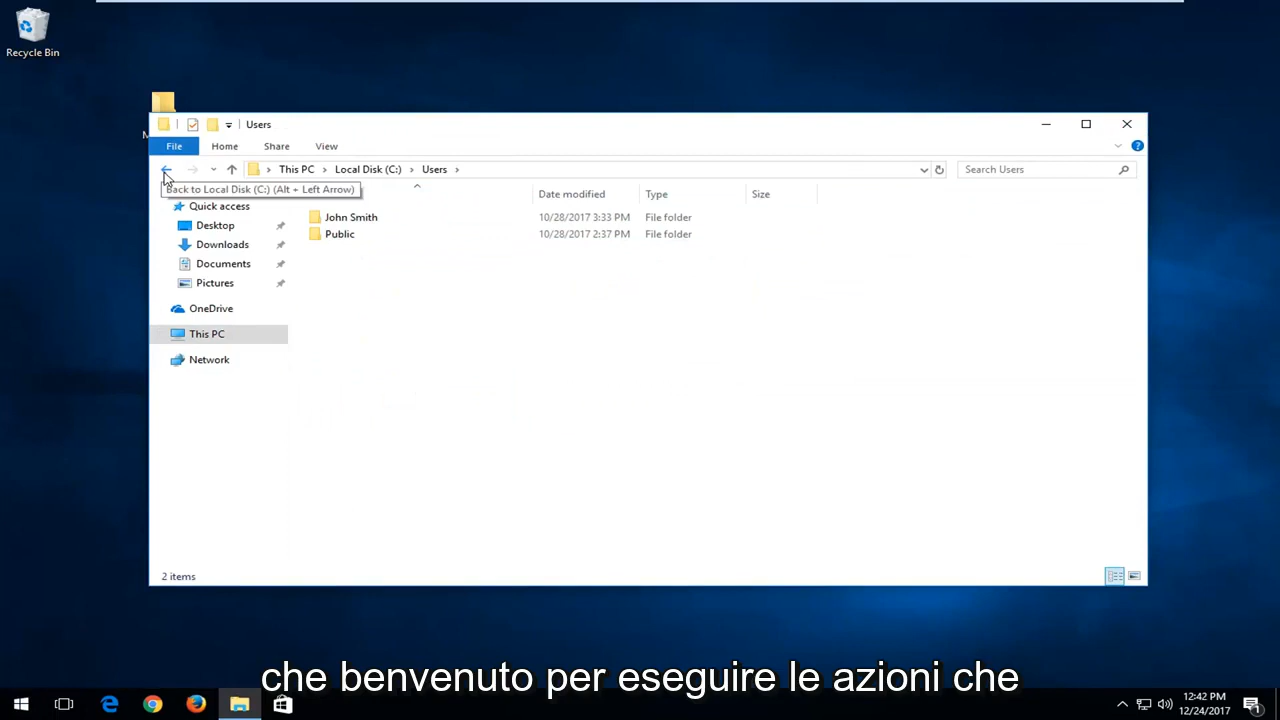 Recycle Bin
Users
File Home Share View
This PC Local Disk (C:) Users
Search Users
Back to Local Disk (C:) (Alt + Left Arrow)
Date modified Type Size
Quick access
Desktop
Downloads
Documents
Pictures
OneDrive
This PC
Network
John Smith 10/28/2017 3:33 PM File folder
Public 10/28/2017 2:37 PM File folder
2 items
che benvenuto per eseguire le azioni che
12:42 PM
12/24/2017
1